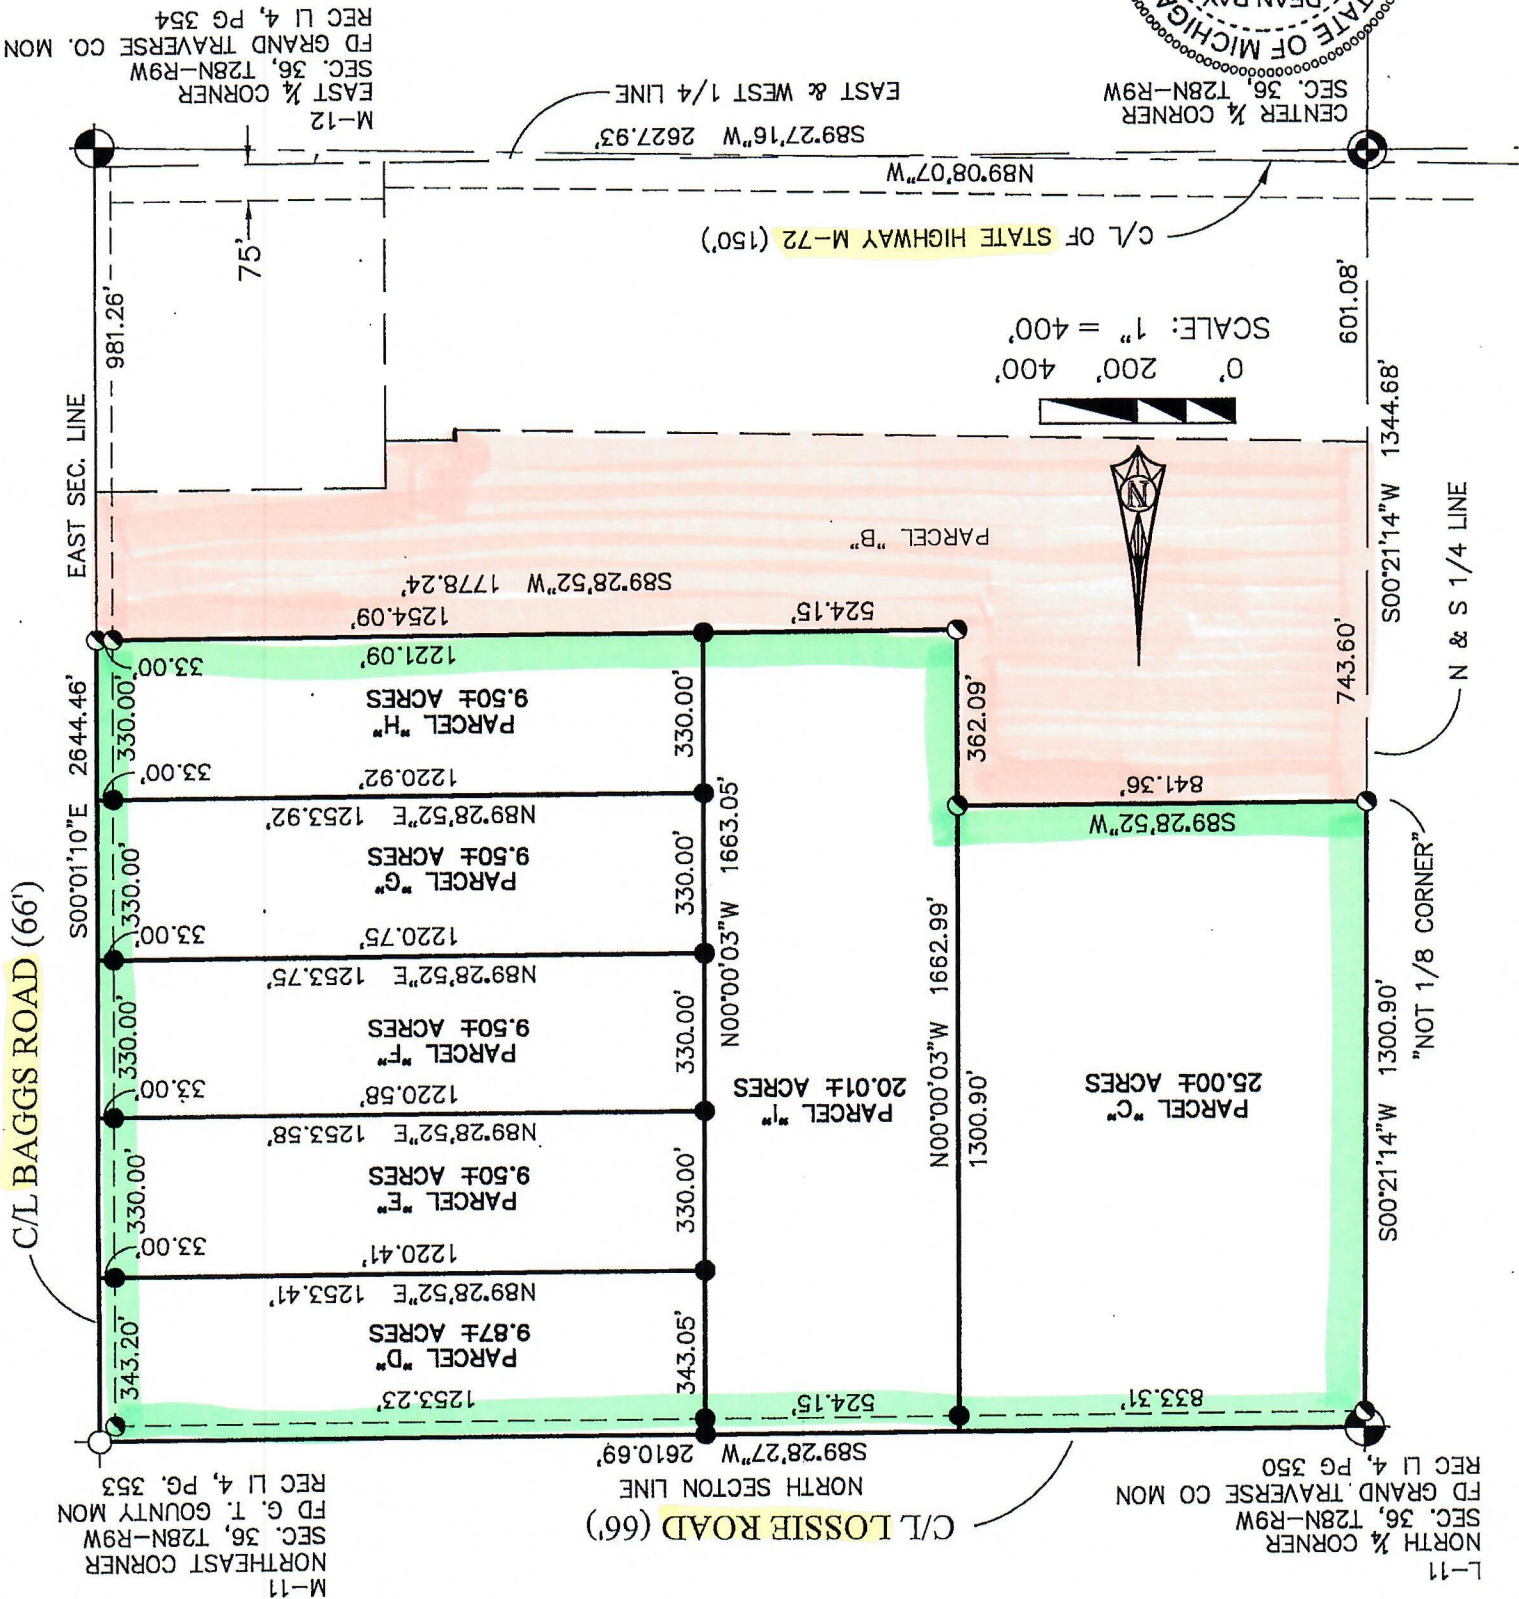 L-11
NORTH ¼ CORNER
SEC. 36, T28N-R9W
FD GRAND TRAVERSE CO MON
REC LI 4, PG 350
C/L LOSSIE ROAD (66')
NORTH SECTON LINE
S89°28'27"W 2610.69'
M-11
NORTHEAST CORNER
SEC. 36, T28N-R9W
FD G. T. COUNTY MON
REC LI 4, PG. 353
833.31'
524.15'
1253.23'
PARCEL "D"
9.87± ACRES
343.05'
343.20'
N89°28'52"E 1253.41'
1220.41'
33.00'
PARCEL "E"
9.50± ACRES
330.00'
330.00'
N89°28'52"E 1253.58'
1220.58'
33.00'
PARCEL "F"
9.50± ACRES
330.00'
330.00'
N89°28'52"E 1253.75'
1220.75'
33.00'
PARCEL "G"
9.50± ACRES
330.00'
330.00'
N89°28'52"E 1253.92'
1220.92'
33.00'
PARCEL "H"
9.50± ACRES
330.00'
330.00'
1221.09'
33.00'
1254.09'
524.15'
S89°28'52"W 1778.24'
PARCEL "C"
25.00± ACRES
PARCEL "I"
20.01± ACRES
S00°21'14"W 1300.90'
"NOT 1/8 CORNER"
N00°00'03"W 1662.99'
1300.90'
N00°00'03"W 1663.05'
C/L BAGGS ROAD (66')
S00°01'10"E 2644.46'
EAST SEC. LINE
S89°28'52"W
841.36'
362.09'
743.60'
N & S 1/4 LINE
S00°21'14"W 1344.68'
601.08'
PARCEL "B"
N
0' 200' 400'
SCALE: 1" = 400'
981.26'
75'
C/L OF STATE HIGHWAY M-72 (150')
N89°08'07"W
S89°27'16"W 2627.93'
EAST & WEST 1/4 LINE
CENTER ¼ CORNER
SEC. 36, T28N-R9W
M-12
EAST ¼ CORNER
SEC. 36, T28N-R9W
FD GRAND TRAVERSE CO. MON
REC LI 4, PG 354
STATE OF MICHIGA
DEAN RAY